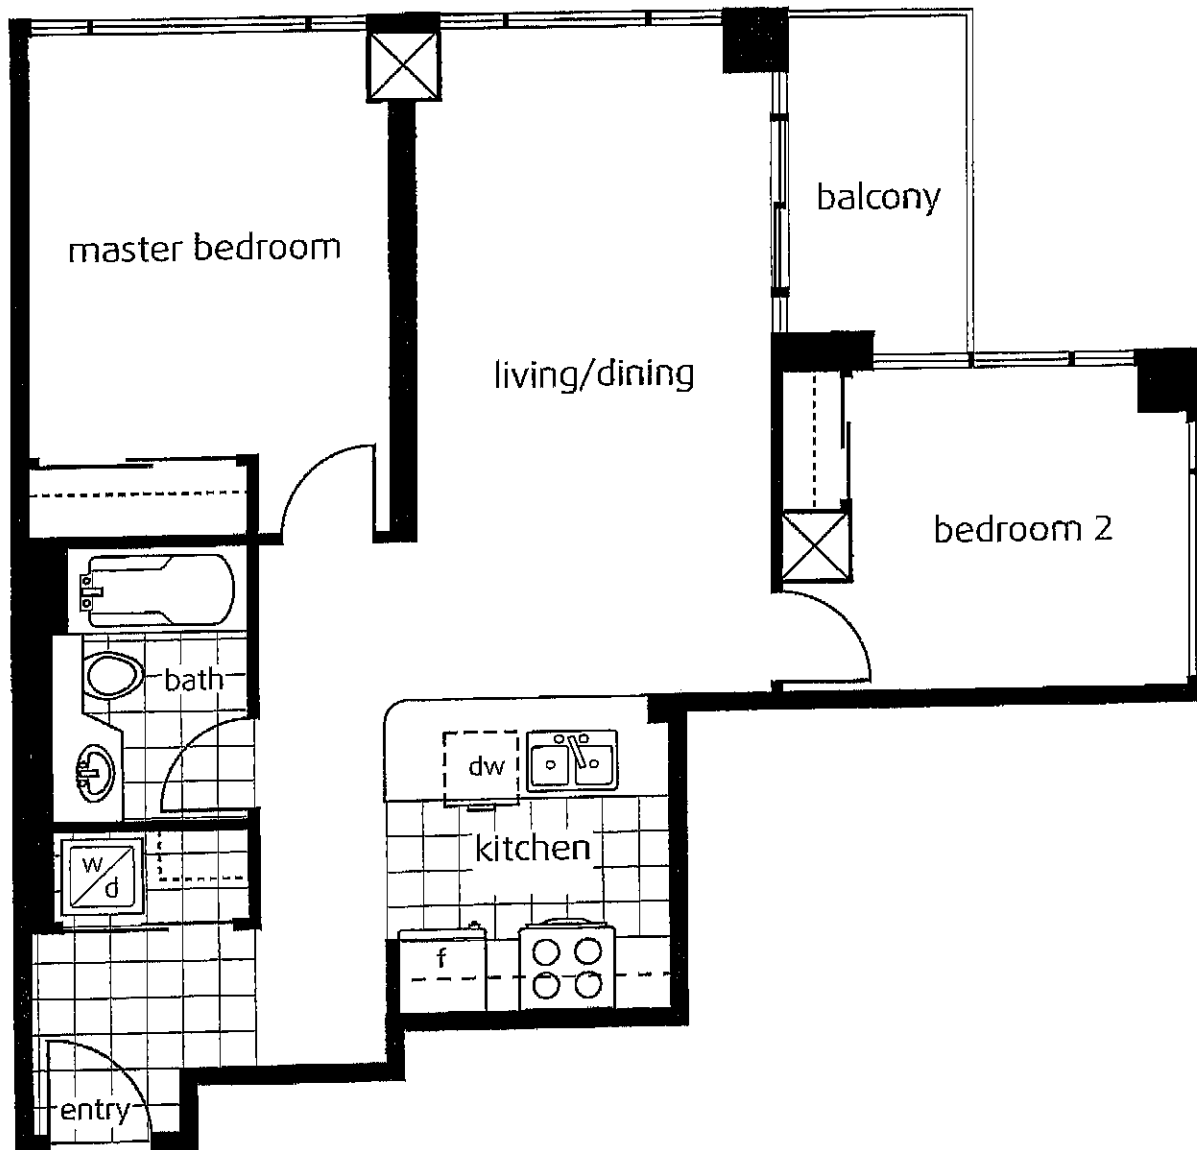 balcony
master bedroom
living/dining
bedroom 2
bath
dw
kitchen
w
d
f
entry